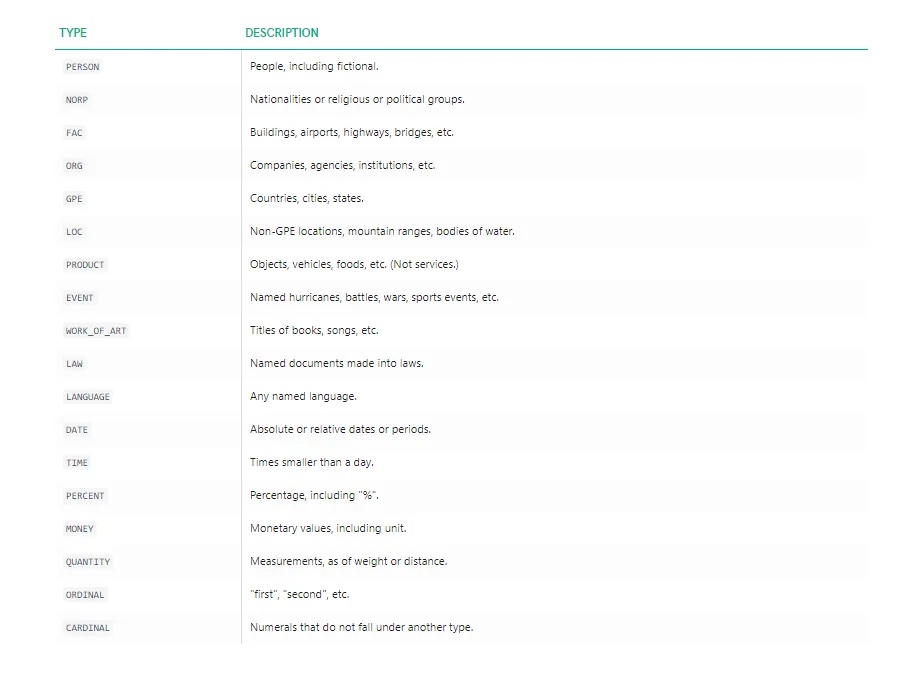 TYPE DESCRIPTION
PERSON People, including fictional.
NORP Nationalities or religious or political groups.
FAC Buildings, airports, highways, bridges, etc.
ORG Companies, agencies, institutions, etc.
GPE Countries, cities, states.
LOC Non-GPE locations, mountain ranges, bodies of water.
PRODUCT Objects, vehicles, foods, etc. (Not services.)
EVENT Named hurricanes, battles, wars, sports events, etc.
WORK_OF_ART Titles of books, songs, etc.
LAW Named documents made into laws.
LANGUAGE Any named language.
DATE Absolute or relative dates or periods.
TIME Times smaller than a day.
PERCENT Percentage, including "%".
MONEY Monetary values, including unit.
QUANTITY Measurements, as of weight or distance.
ORDINAL "first", "second", etc.
CARDINAL Numerals that do not fall under another type.